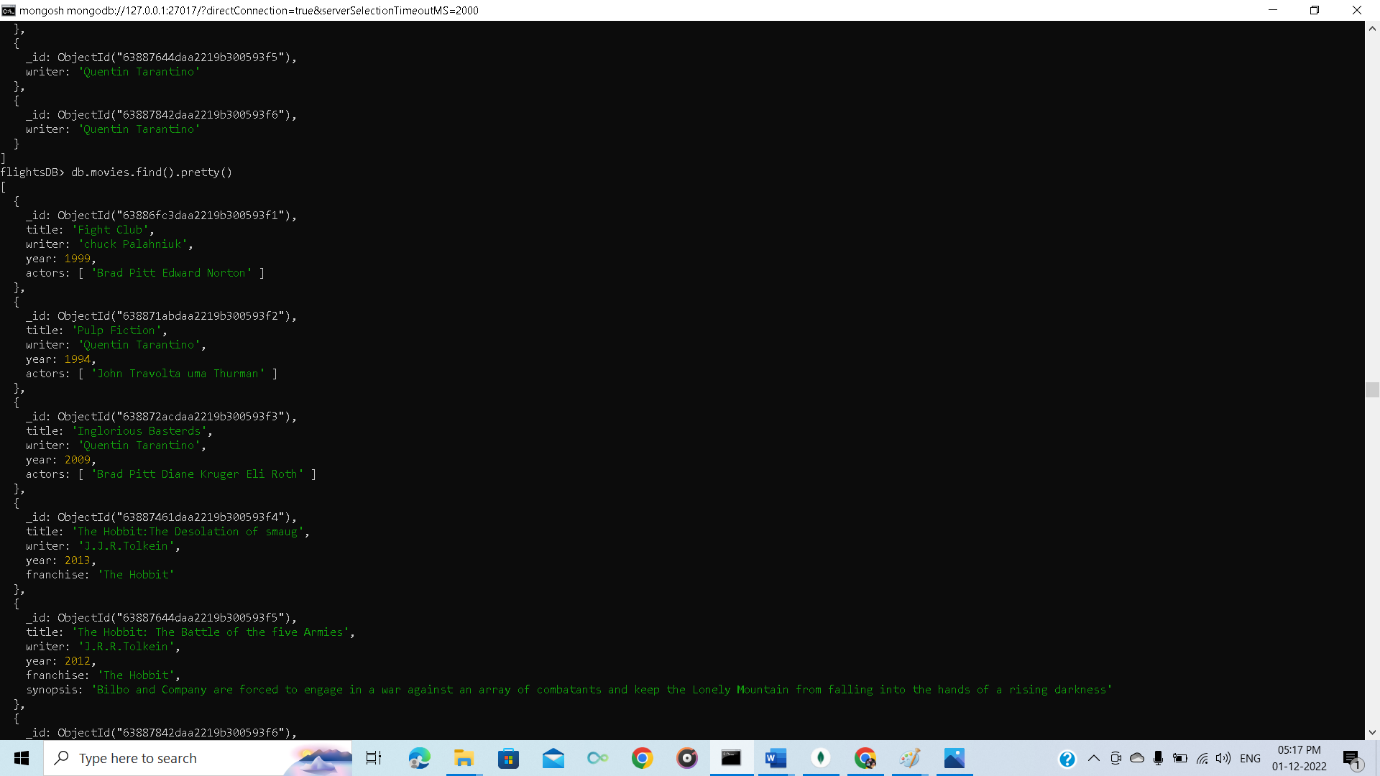 mongosh mongodb://127.0.0.1:27017/?directConnection=true&serverSelectionTimeoutMS=2000
  },
  {
    _id: ObjectId("63887644daa2219b300593f5"),
    writer: 'Quentin Tarantino'
  },
  {
    _id: ObjectId("63887842daa2219b300593f6"),
    writer: 'Quentin Tarantino'
  }
]
flightsDB> db.movies.find().pretty()
[
  {
    _id: ObjectId("63886fc3daa2219b300593f1"),
    title: 'Fight Club',
    writer: 'chuck Palahniuk',
    year: 1999,
    actors: [ 'Brad Pitt Edward Norton' ]
  },
  {
    _id: ObjectId("638871abdaa2219b300593f2"),
    title: 'Pulp Fiction',
    writer: 'Quentin Tarantino',
    year: 1994,
    actors: [ 'John Travolta uma Thurman' ]
  },
  {
    _id: ObjectId("638872acdaa2219b300593f3"),
    title: 'Inglorious Basterds',
    writer: 'Quentin Tarantino',
    year: 2009,
    actors: [ 'Brad Pitt Diane Kruger Eli Roth' ]
  },
  {
    _id: ObjectId("63887461daa2219b300593f4"),
    title: 'The Hobbit:The Desolation of smaug',
    writer: 'J.J.R.Tolkein',
    year: 2013,
    franchise: 'The Hobbit'
  },
  {
    _id: ObjectId("63887644daa2219b300593f5"),
    title: 'The Hobbit: The Battle of the five Armies',
    writer: 'J.R.R.Tolkein',
    year: 2012,
    franchise: 'The Hobbit',
    synopsis: 'Bilbo and Company are forced to engage in a war against an array of combatants and keep the Lonely Mountain from falling into the hands of a rising darkness'
  },
  {
    _id: ObjectId("63887842daa2219b300593f6"),
Type here to search
ENG
05:17 PM
01-12-2022
1